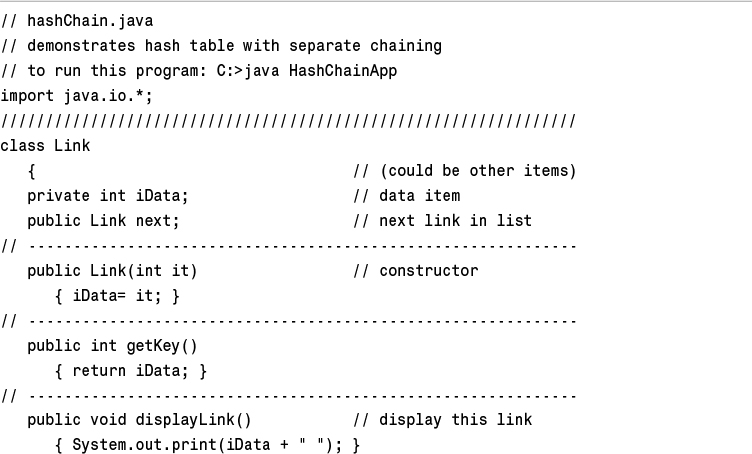 // hashChain.java
// demonstrates hash table with separate chaining
// to run this program: C:>java HashChainApp
import java.io.*;
////////////////////////////////////////////////////////////////
class Link
{ // (could be other items)
private int iData; // data item
public Link next; // next link in list
// -------------------------------------------------------------
public Link(int it) // constructor
{ iData= it; }
// -------------------------------------------------------------
public int getKey()
{ return iData; }
// -------------------------------------------------------------
public void displayLink() // display this link
{ System.out.print(iData + " "); }